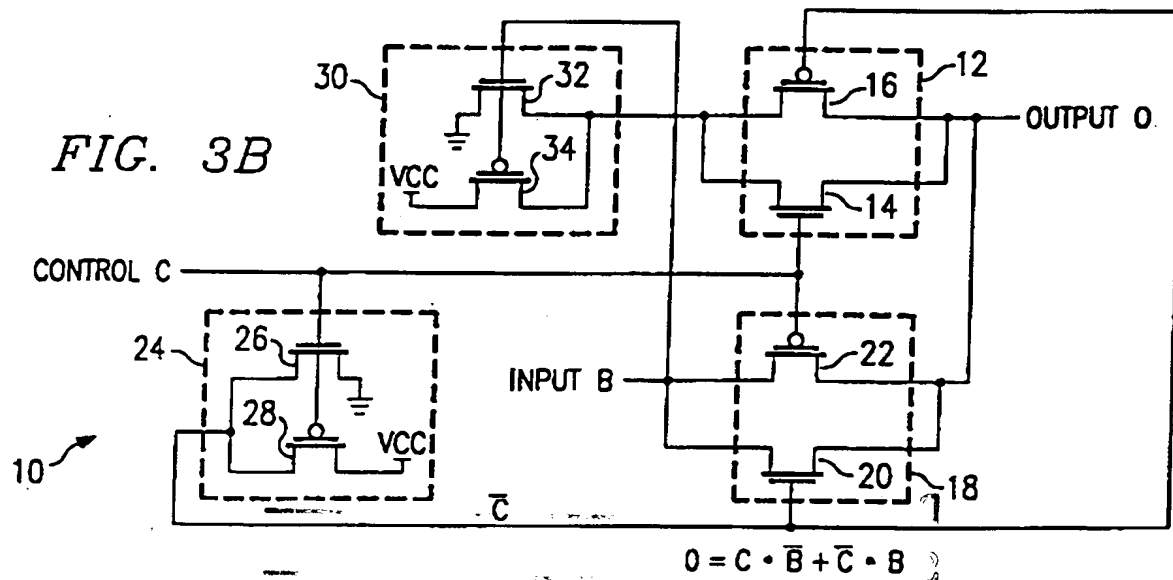 30
32
12
16
OUTPUT O
FIG. 3B
34
VCC
14
CONTROL C
24
26
22
INPUT B
28
VCC
10
20
18
C̅
O = C • B̅ + C̅ • B